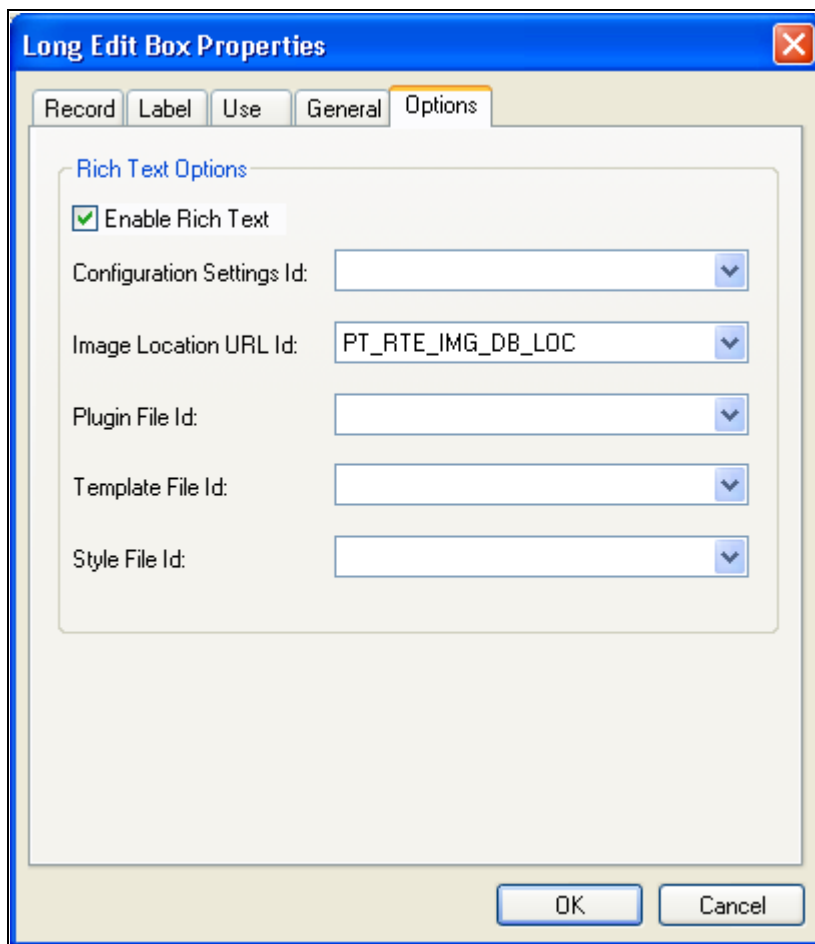 Long Edit Box Properties
Record Label Use General Options
Rich Text Options
Enable Rich Text
Configuration Settings Id:
Image Location URL Id: PT_RTE_IMG_DB_LOC
Plugin File Id:
Template File Id:
Style File Id:
OK Cancel